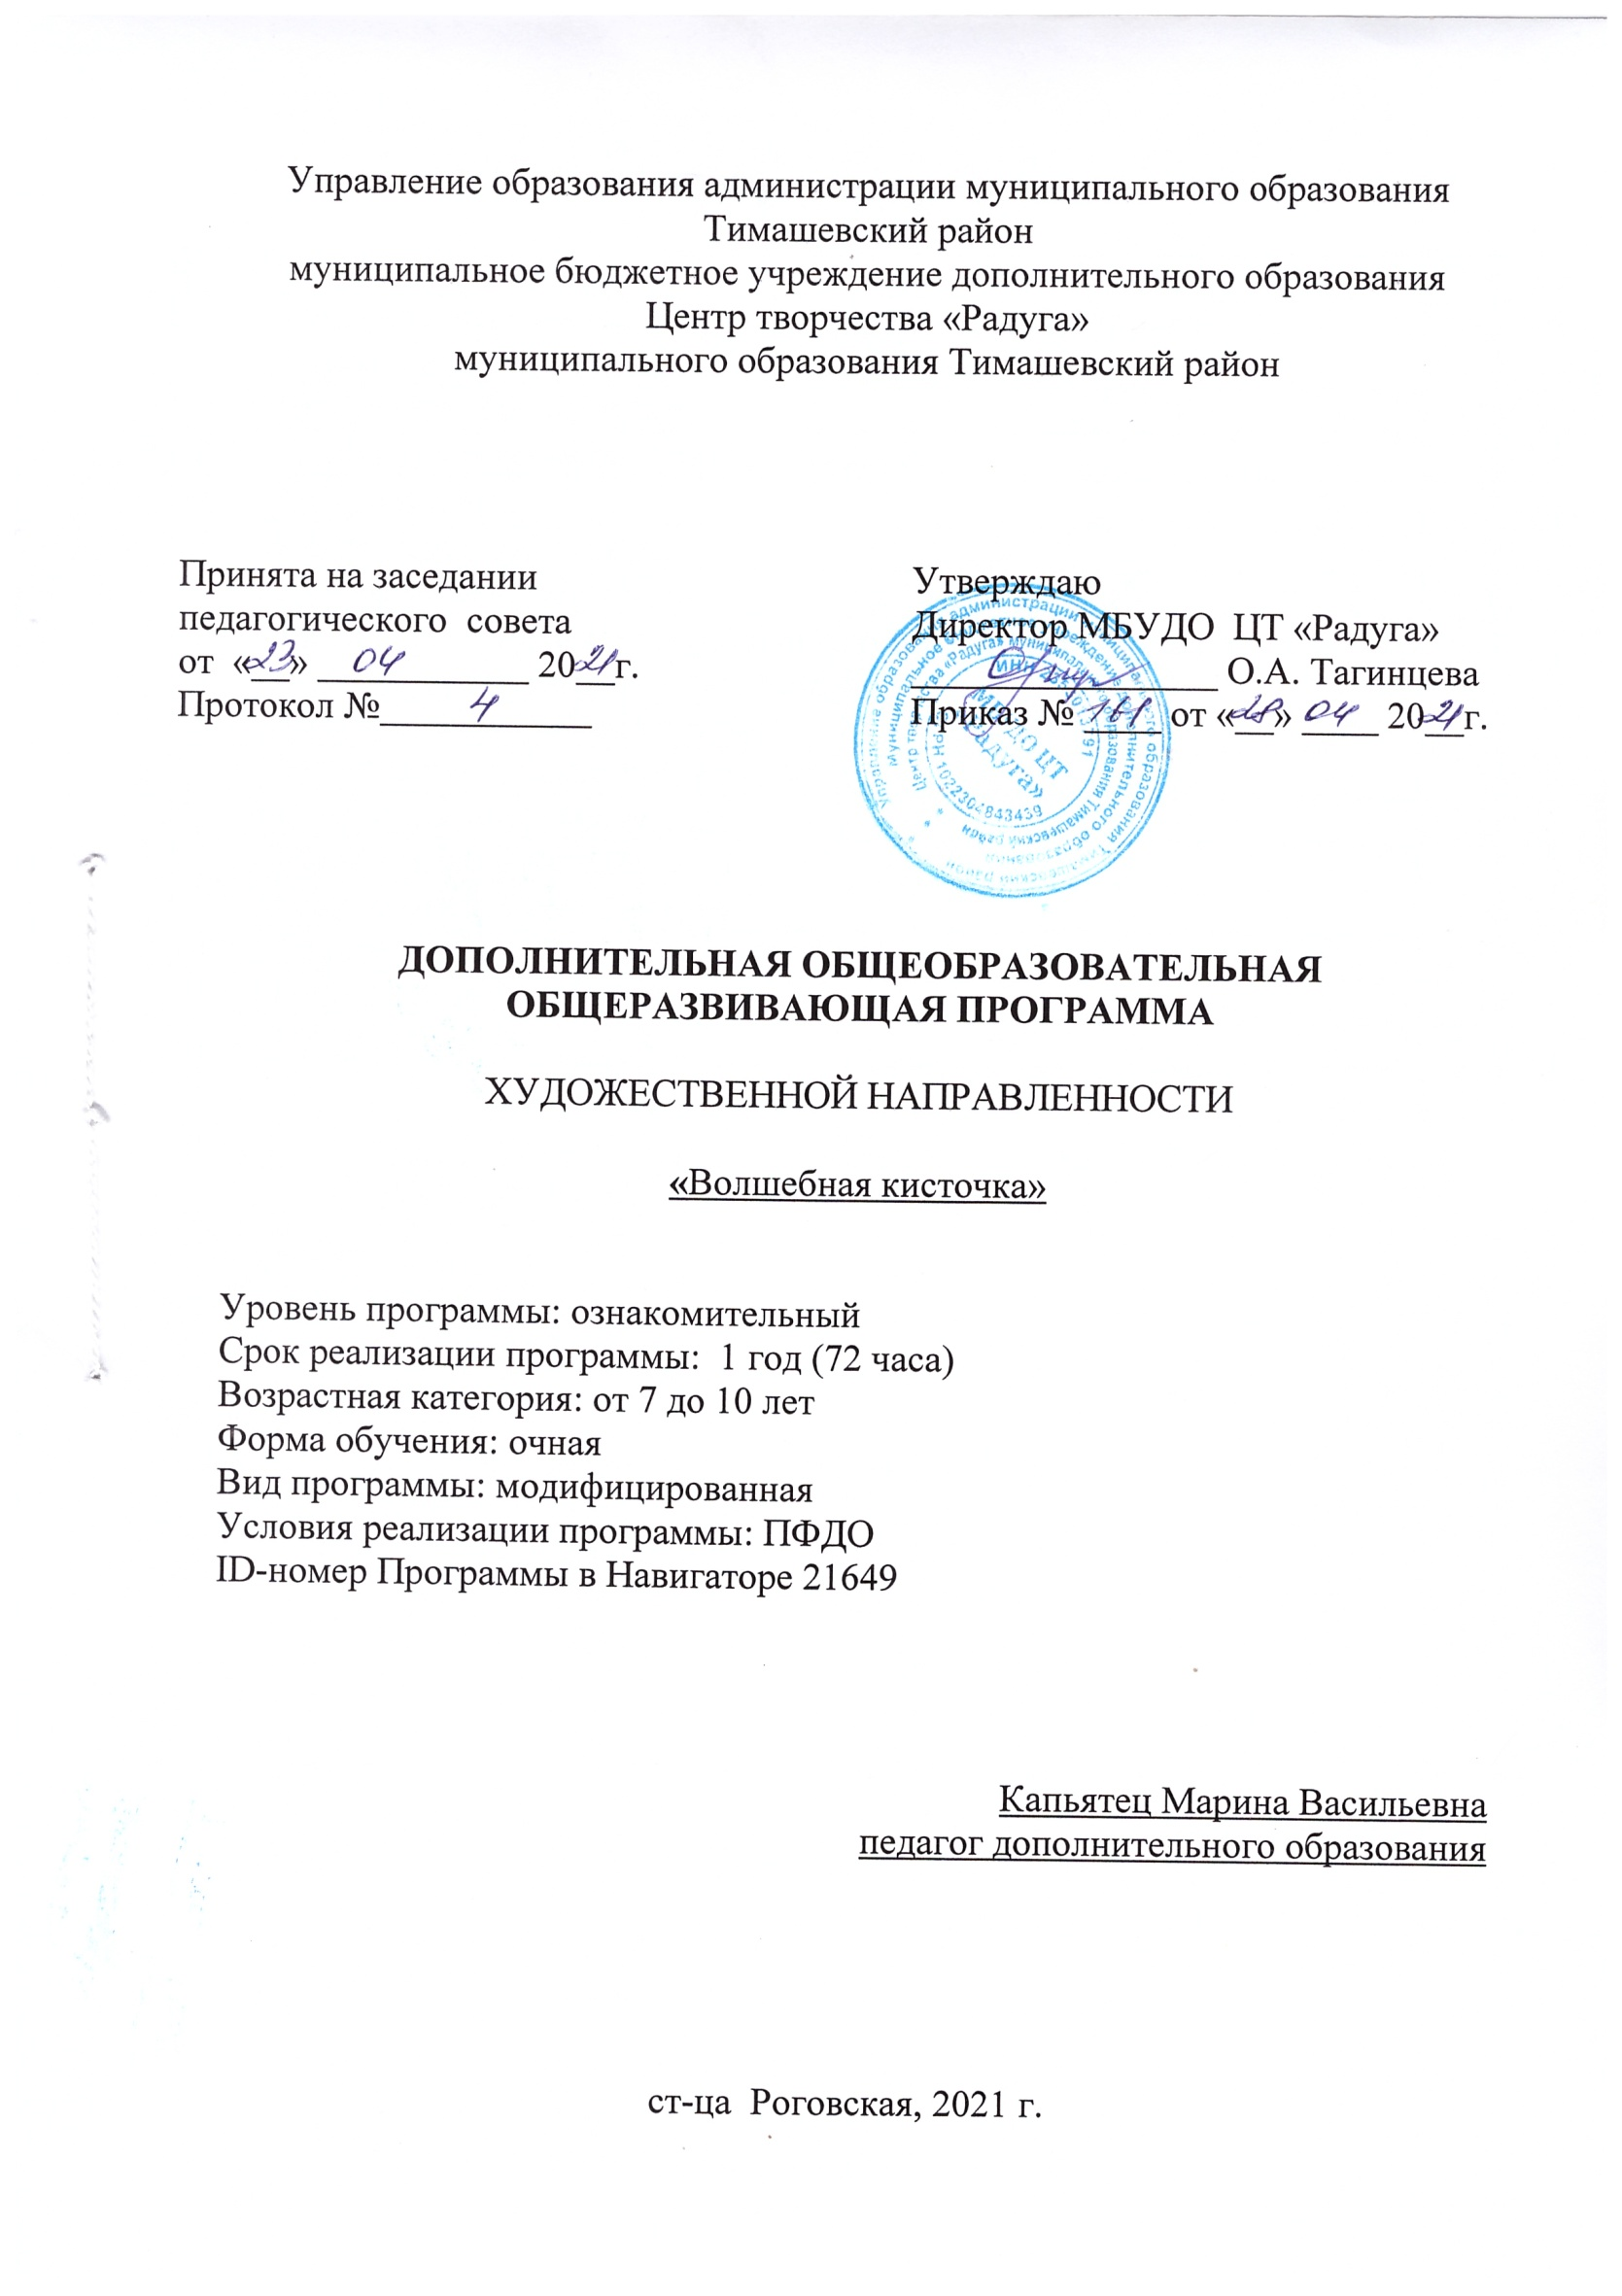 Управление образования администрации муниципального образования
Тимашевский район
муниципальное бюджетное учреждение дополнительного образования
Центр творчества «Радуга»
муниципального образования Тимашевский район
Принята на заседании
педагогического совета
от «23» 04 2021г.
Протокол № 4
Утверждаю
Директор МБУДО ЦТ «Радуга»
О.А. Тагинцева
Приказ № от «28» 04 2021г.
МБУДО ЦТ
«Радуга»
ДОПОЛНИТЕЛЬНАЯ ОБЩЕОБРАЗОВАТЕЛЬНАЯ
ОБЩЕРАЗВИВАЮЩАЯ ПРОГРАММА
ХУДОЖЕСТВЕННОЙ НАПРАВЛЕННОСТИ
«Волшебная кисточка»
Уровень программы: ознакомительный
Срок реализации программы: 1 год (72 часа)
Возрастная категория: от 7 до 10 лет
Форма обучения: очная
Вид программы: модифицированная
Условия реализации программы: ПФДО
ID-номер Программы в Навигаторе 21649
Капьятец Марина Васильевна
педагог дополнительного образования
ст-ца Роговская, 2021 г.